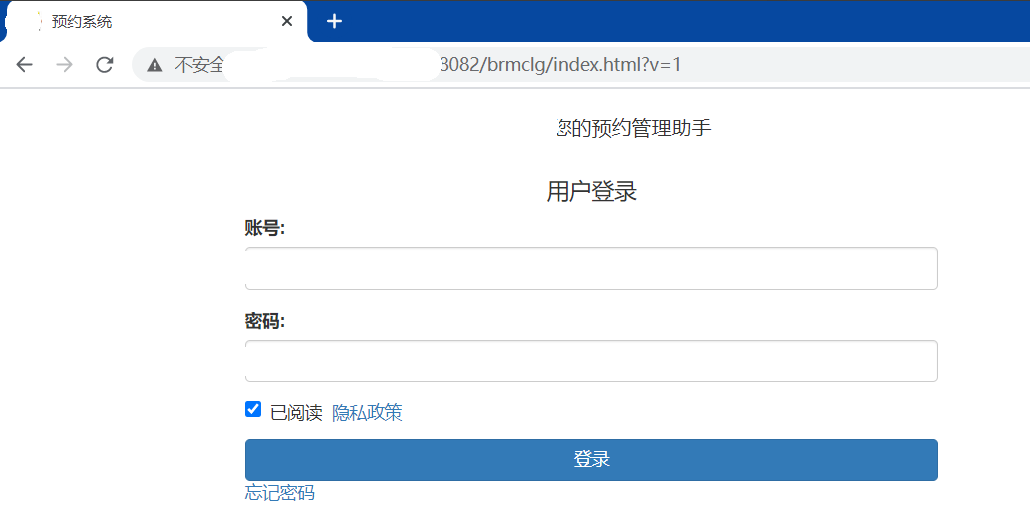 预约系统
不安全 8082/brmclg/index.html?v=1
您的预约管理助手
用户登录
账号:
密码:
已阅读 隐私政策
登录
忘记密码